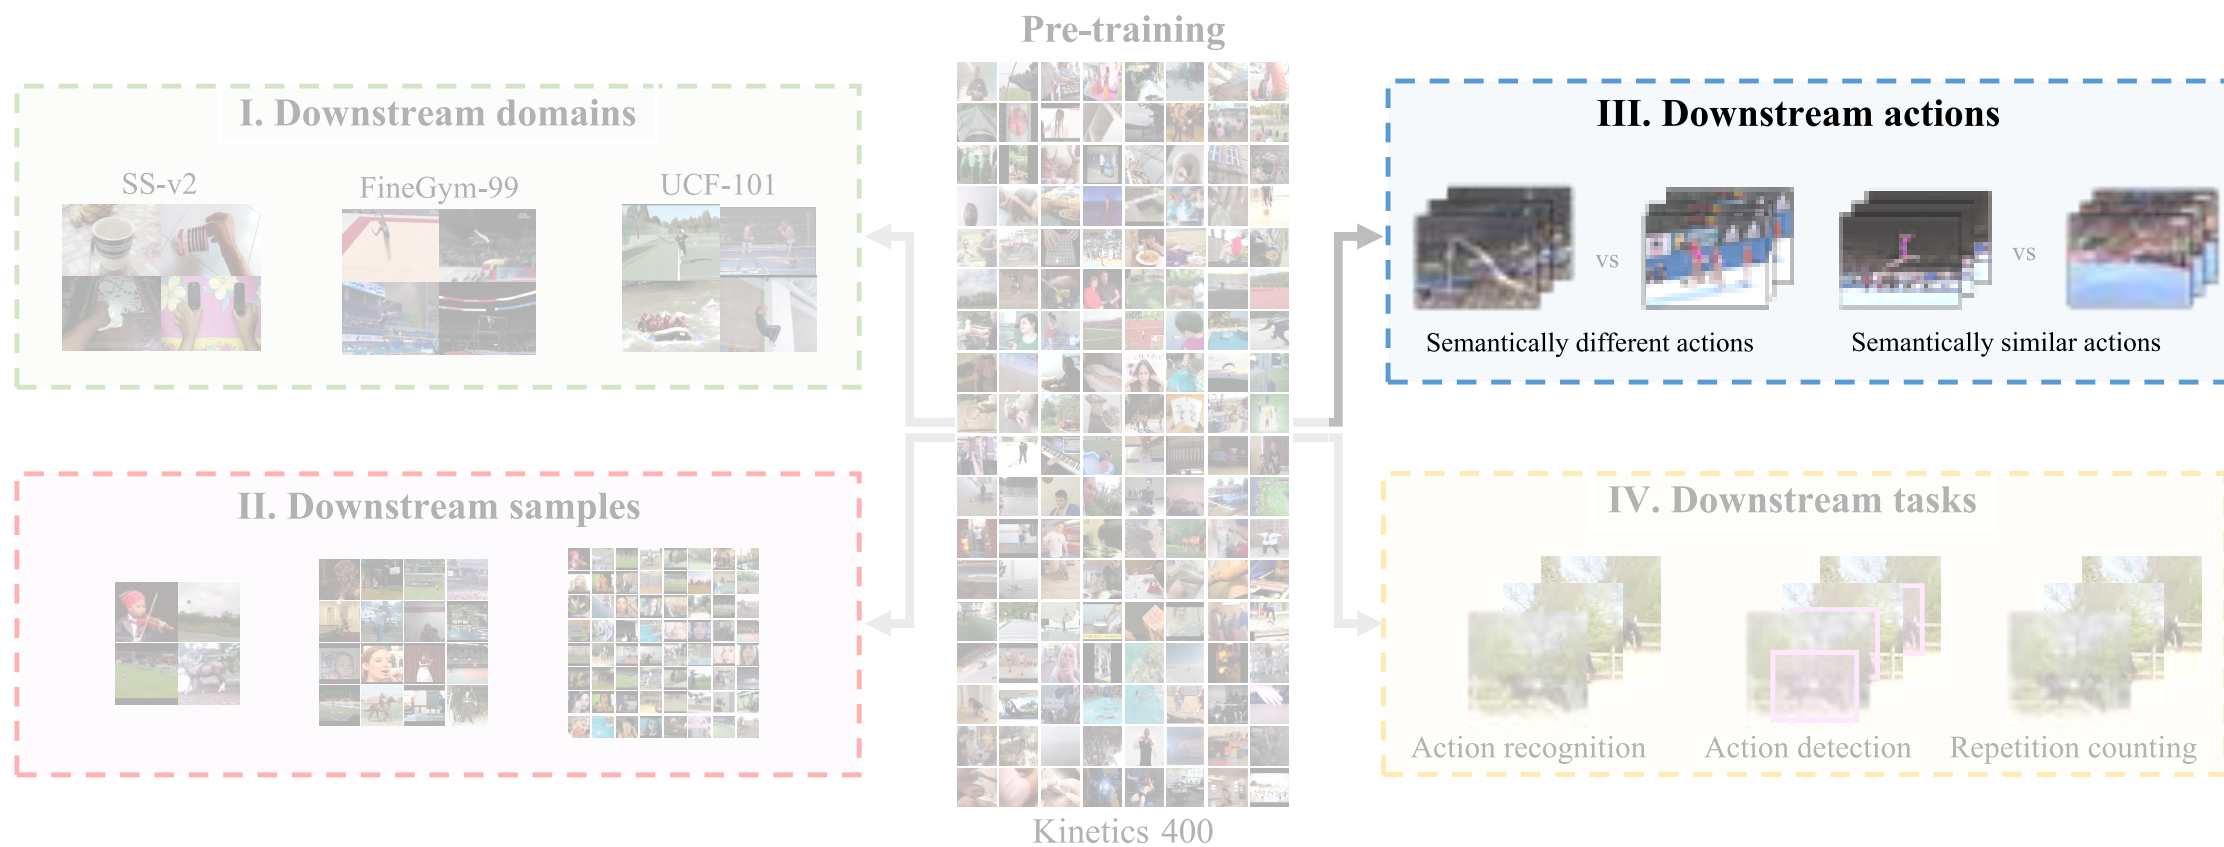 Pre-training
I. Downstream domains
SS-v2
FineGym-99
UCF-101
II. Downstream samples
Kinetics 400
III. Downstream actions
vs
vs
Semantically different actions
Semantically similar actions
IV. Downstream tasks
Action recognition
Action detection
Repetition counting